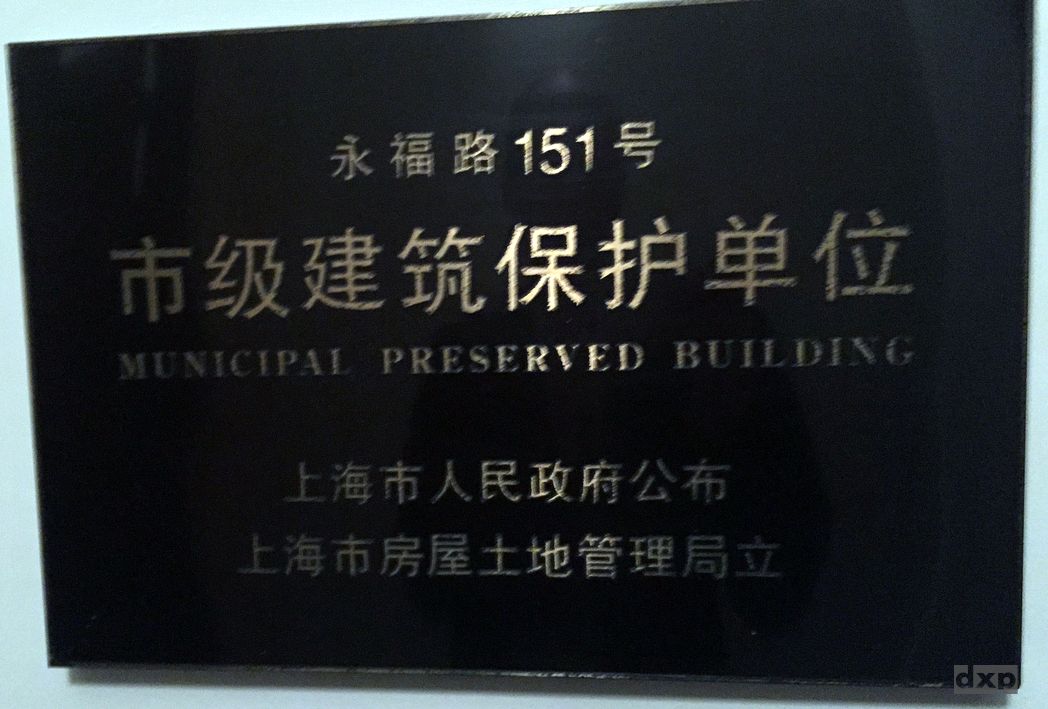 永福路151号
市级建筑保护单位
MUNICIPAL PRESERVED BUILDING
上海市人民政府公布
上海市房屋土地管理局立
dxp